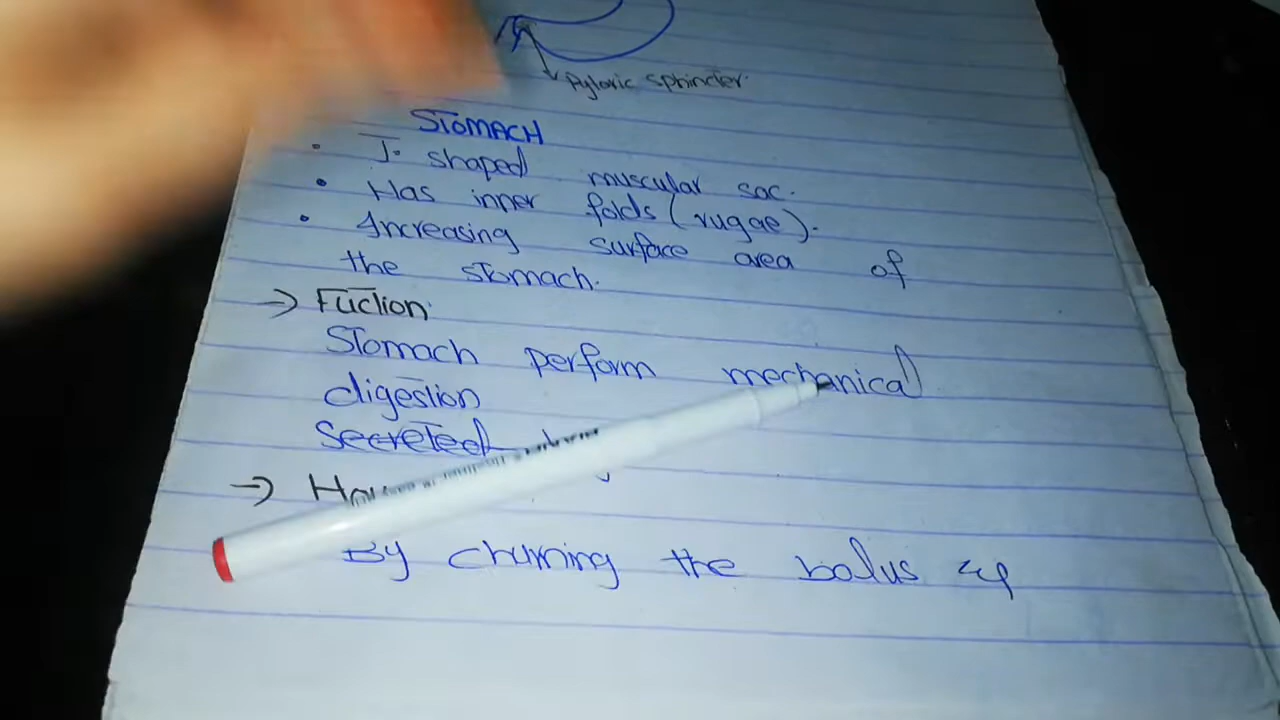 Pyloric Sphincter.
STOMACH
• J- shaped muscular sac.
• Has inner folds (rugae).
• Increasing surface area of
the stomach.
→ Fuction.
Stomach perform mechanical
digestion
Secreted
→
By churning the bolus up